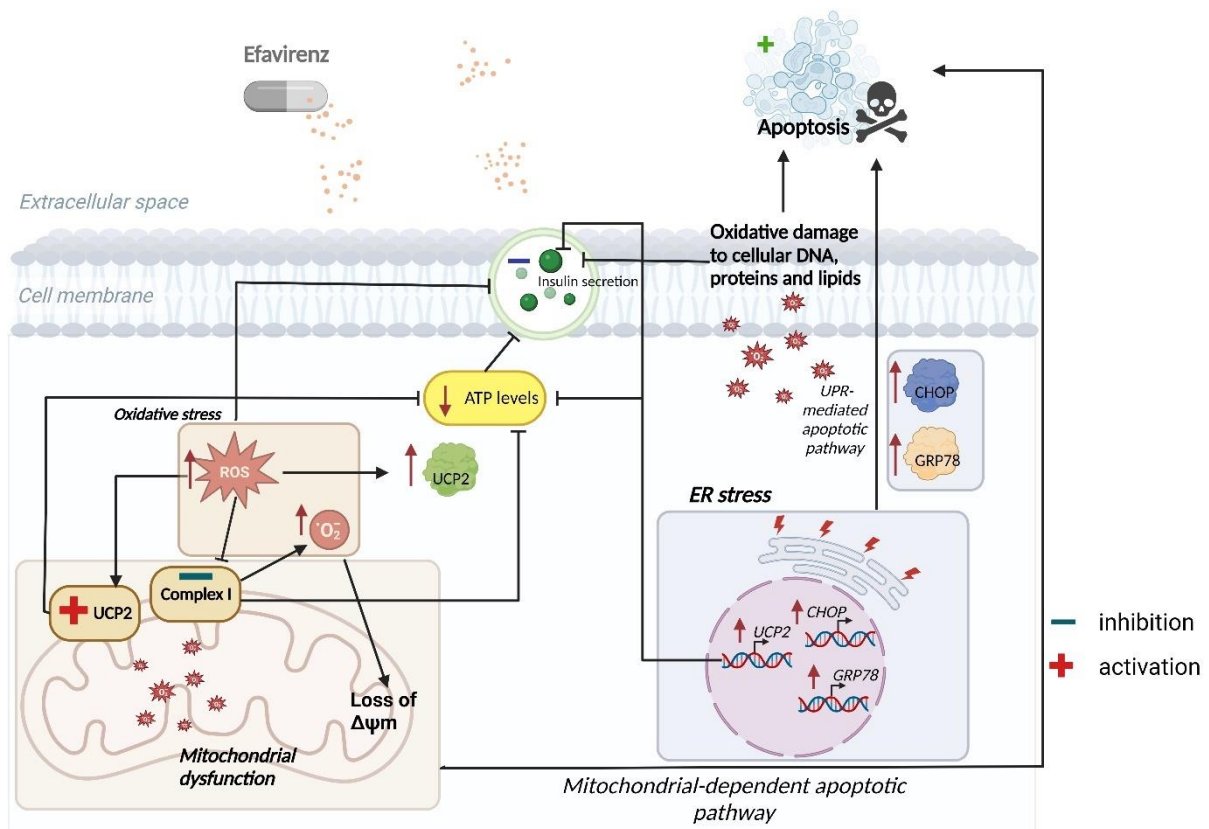 Efavirenz
Apoptosis
Extracellular space
Oxidative damage
to cellular DNA,
proteins and lipids
Insulin secretion
Cell membrane
ATP levels
Oxidative stress
UPR-
mediated
apoptotic
pathway
CHOP
GRP78
ROS
UCP2
ER stress
·O₂⁻
Complex I
UCP2
CHOP
UCP2
GRP78
inhibition
activation
Loss of
Δψm
Mitochondrial
dysfunction
Mitochondrial-dependent apoptotic
pathway